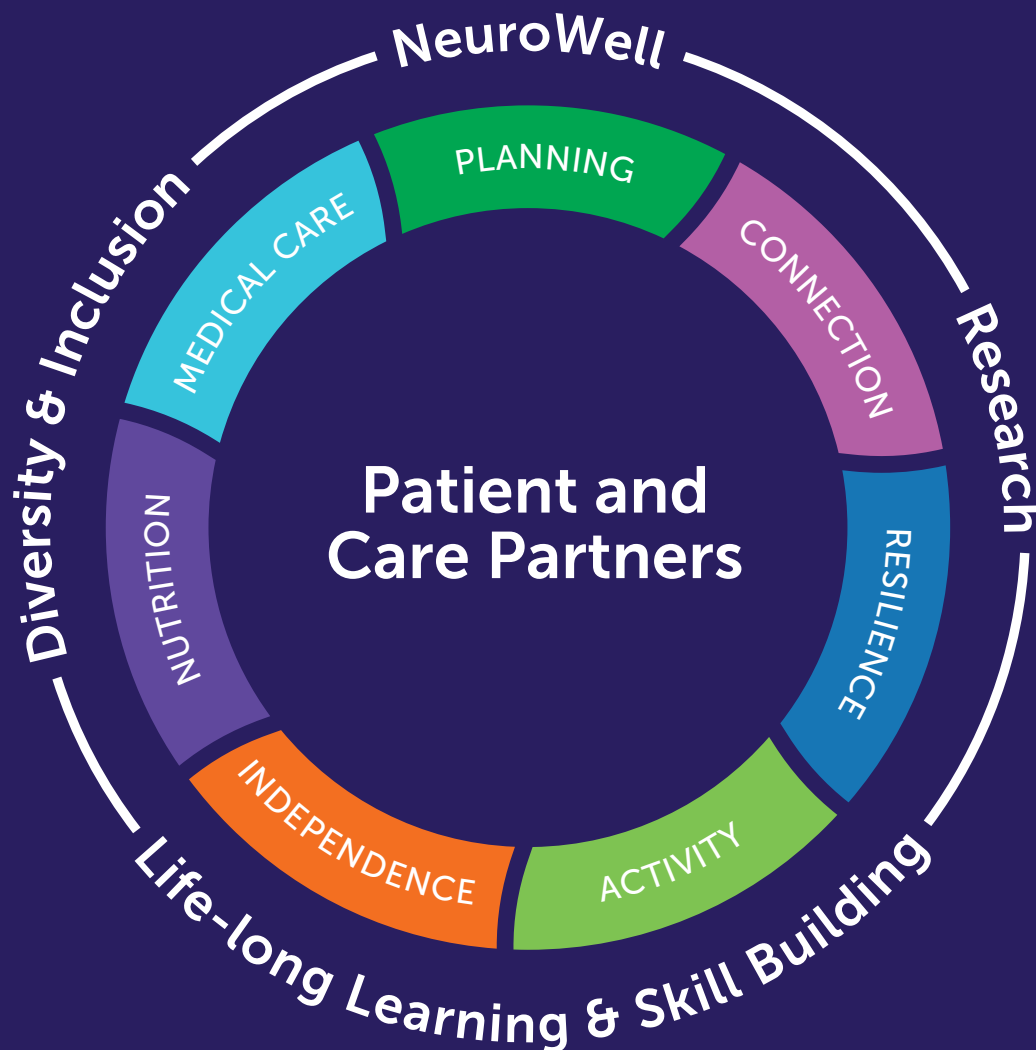 NeuroWell
Research
Life-long Learning & Skill Building
Diversity & Inclusion
PLANNING
CONNECTION
RESILIENCE
ACTIVITY
INDEPENDENCE
NUTRITION
MEDICAL CARE
Patient and
Care Partners